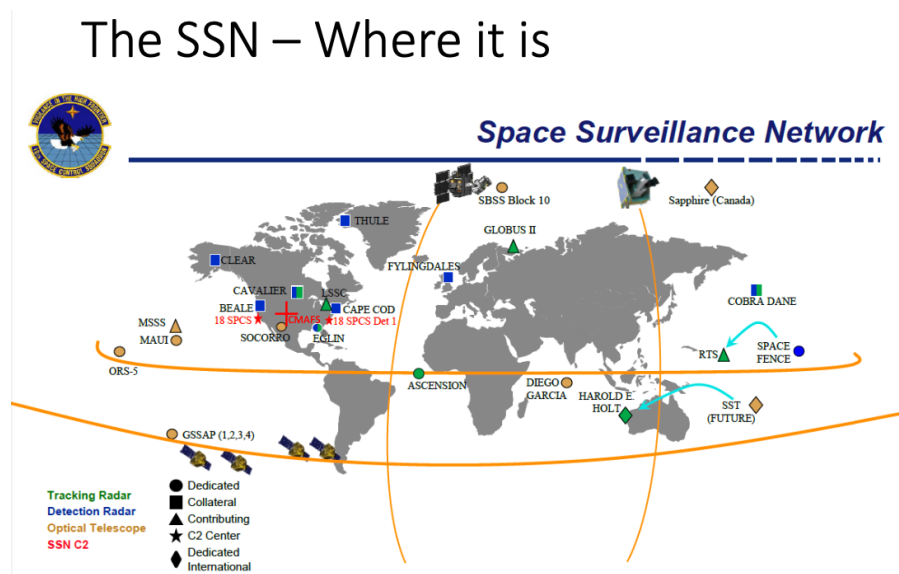 The SSN – Where it is
Space Surveillance Network
SBSS Block 10
Sapphire (Canada)
THULE
GLOBUS II
CLEAR
FYLINGDALES
CAVALIER
LSSC
COBRA DANE
BEALE
CAPE COD
18 SPCS
CMAFS
18 SPCS Det 1
MSSS
SOCORRO
EGLIN
MAUI
RTS
SPACE
FENCE
ORS-5
ASCENSION
DIEGO
GARCIA
HAROLD E.
HOLT
SST
(FUTURE)
GSSAP (1,2,3,4)
Tracking Radar
Detection Radar
Optical Telescope
SSN C2
Dedicated
Collateral
Contributing
C2 Center
Dedicated
International